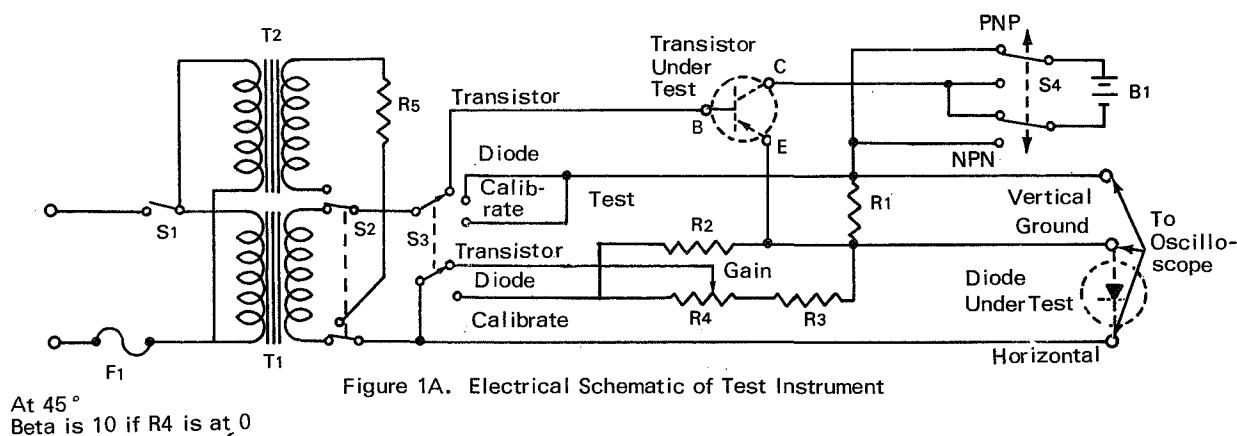 T2
PNP
Transistor
Under
Test
C
S4
B1
R5
Transistor
B
E
Diode
NPN
Calib-
rate
Test
Vertical
S1
S2
S3
R1
To
Oscillo-
scope
R2
Ground
Transistor
Gain
Diode
Diode
Under Test
R4
R3
Calibrate
F1
T1
Horizontal
Figure 1A. Electrical Schematic of Test Instrument
At 45°
Beta is 10 if R4 is at 0